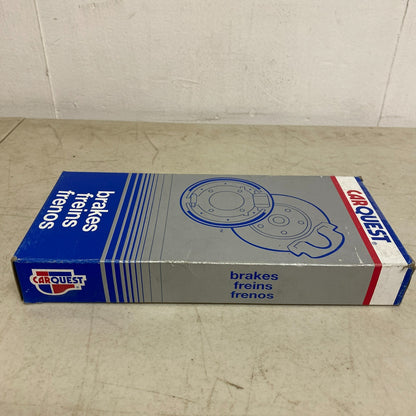 brakes
freins
frenos
CARQUEST®
CARQUEST
brakes
freins
frenos